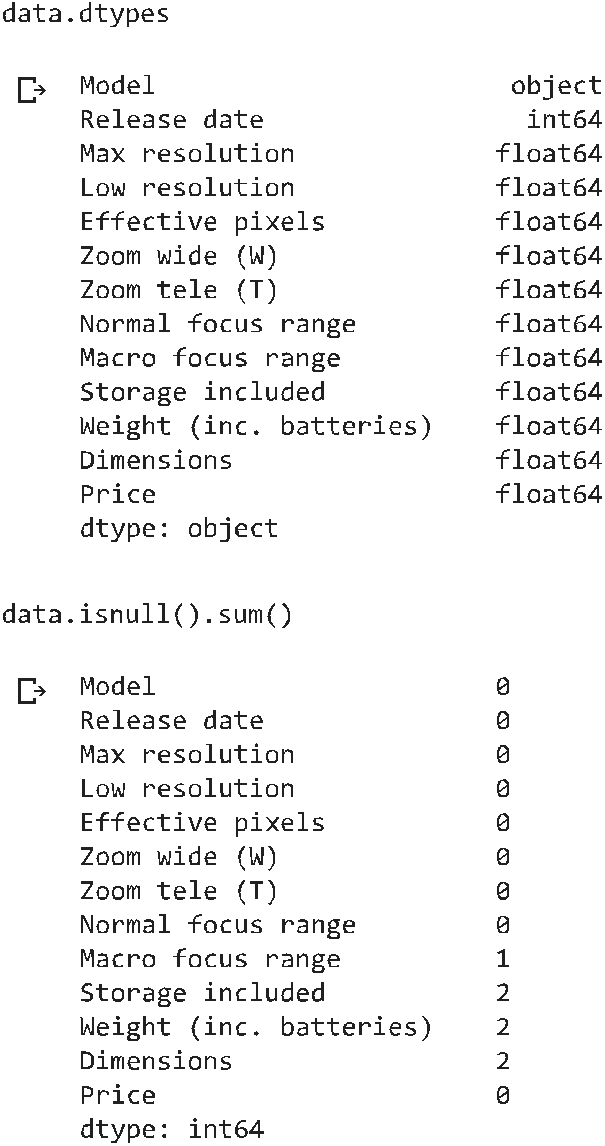 data.dtypes
Model object
Release date int64
Max resolution float64
Low resolution float64
Effective pixels float64
Zoom wide (W) float64
Zoom tele (T) float64
Normal focus range float64
Macro focus range float64
Storage included float64
Weight (inc. batteries) float64
Dimensions float64
Price float64
dtype: object
data.isnull().sum()
Model 0
Release date 0
Max resolution 0
Low resolution 0
Effective pixels 0
Zoom wide (W) 0
Zoom tele (T) 0
Normal focus range 0
Macro focus range 1
Storage included 2
Weight (inc. batteries) 2
Dimensions 2
Price 0
dtype: int64